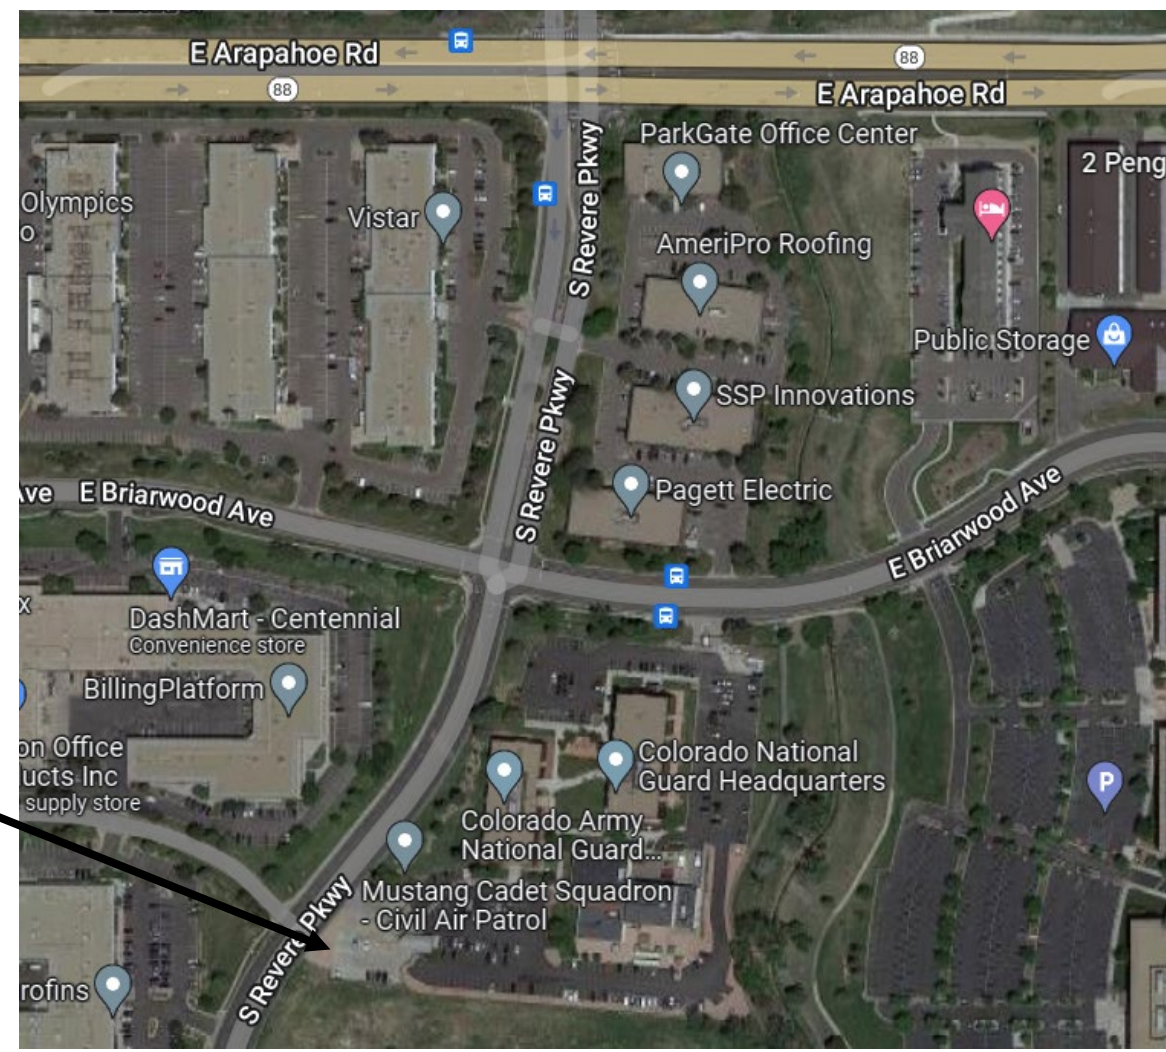 E Arapahoe Rd
88
88
E Arapahoe Rd
S Revere Pkwy
ParkGate Office Center
2 Peng
Olympics
o
Vistar
AmeriPro Roofing
Public Storage
S Revere Pkwy
SSP Innovations
Pagett Electric
Ave
E Briarwood Ave
E Briarwood Ave
DashMart - Centennial
Convenience store
x
BillingPlatform
on Office
ucts Inc
supply store
Colorado National
Guard Headquarters
P
Colorado Army
National Guard...
Mustang Cadet Squadron
- Civil Air Patrol
S Revere Pkwy
rofins